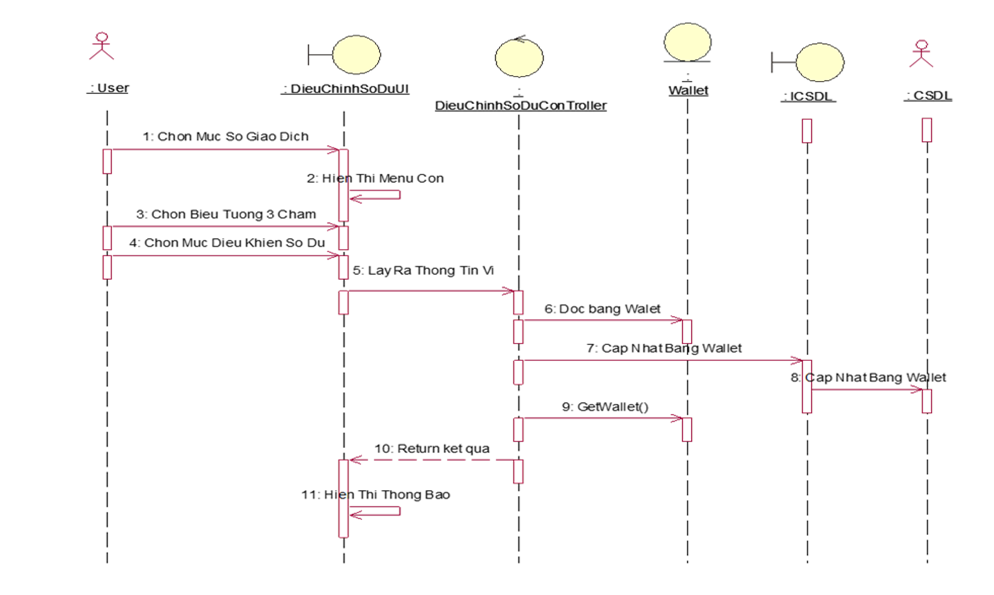 : User
: DieuChinhSoDuUI
:
DieuChinhSoDuConTroller
:
Wallet
: ICSDL
: CSDL
1: Chon Muc So Giao Dich
2: Hien Thi Menu Con
3: Chon Bieu Tuong 3 Cham
4: Chon Muc Dieu Khien So Du
5: Lay Ra Thong Tin Vi
6: Doc bang Walet
7: Cap Nhat Bang Wallet
8: Cap Nhat Bang Wallet
9: GetWallet()
10: Return ket qua
11: Hien Thi Thong Bao